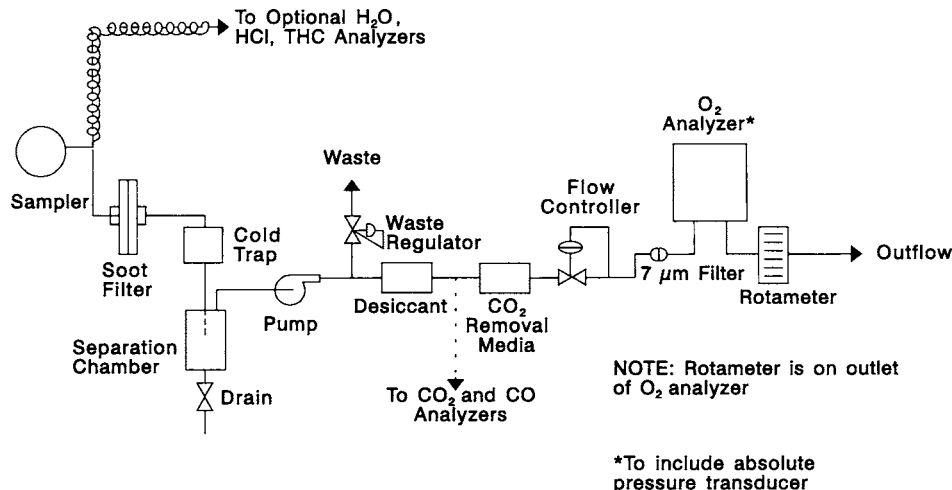 To Optional H₂O,
HCl, THC Analyzers
O₂
Analyzer*
Waste
Flow
Controller
Sampler
Waste
Regulator
Cold
Trap
Outflow
7 µm Filter
Soot
Filter
Rotameter
Desiccant
CO₂
Removal
Media
Pump
Separation
Chamber
NOTE: Rotameter is on outlet
of O₂ analyzer
To CO₂ and CO
Analyzers
Drain
*To include absolute
pressure transducer